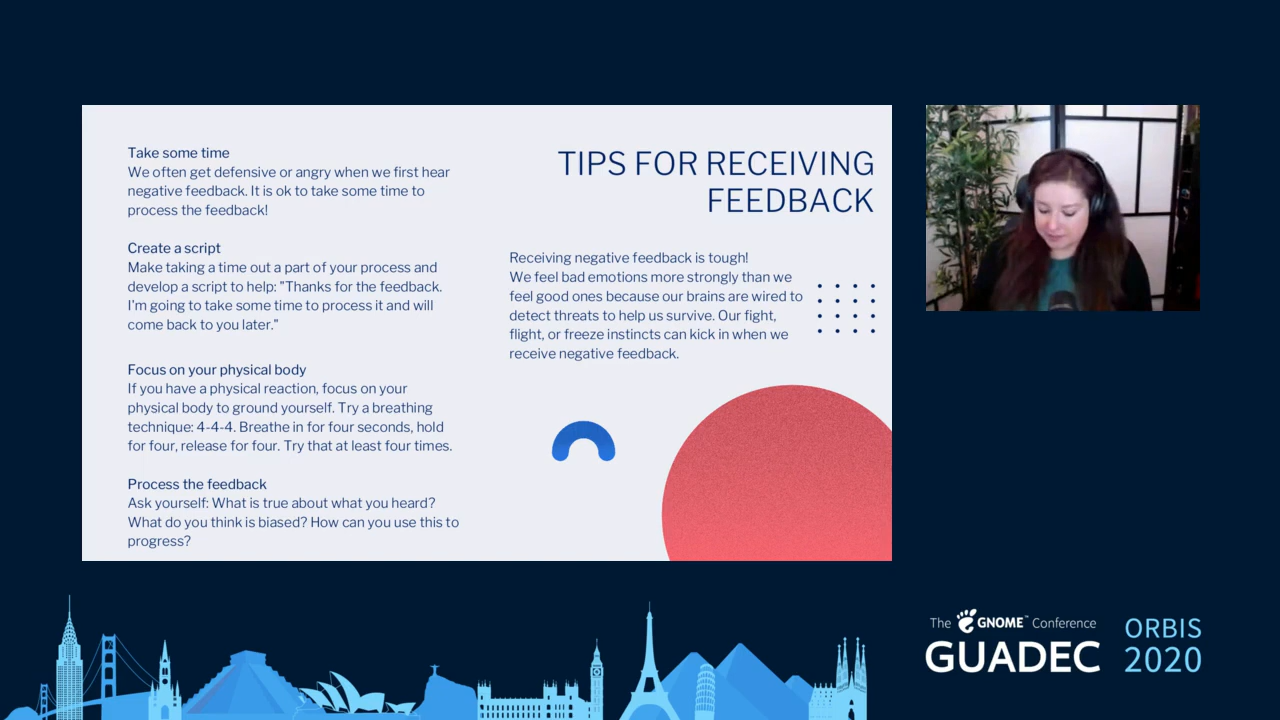 Take some time
We often get defensive or angry when we first hear
negative feedback. It is ok to take some time to
process the feedback!
Create a script
Make taking a time out a part of your process and
develop a script to help: "Thanks for the feedback.
I'm going to take some time to process it and will
come back to you later."
Focus on your physical body
If you have a physical reaction, focus on your
physical body to ground yourself. Try a breathing
technique: 4-4-4. Breathe in for four seconds, hold
for four, release for four. Try that at least four times.
Process the feedback
Ask yourself: What is true about what you heard?
What do you think is biased? How can you use this to
progress?
TIPS FOR RECEIVING
FEEDBACK
Receiving negative feedback is tough!
We feel bad emotions more strongly than we
feel good ones because our brains are wired to
detect threats to help us survive. Our fight,
flight, or freeze instincts can kick in when we
receive negative feedback.
The GNOME™ Conference
GUADEC
ORBIS
2020